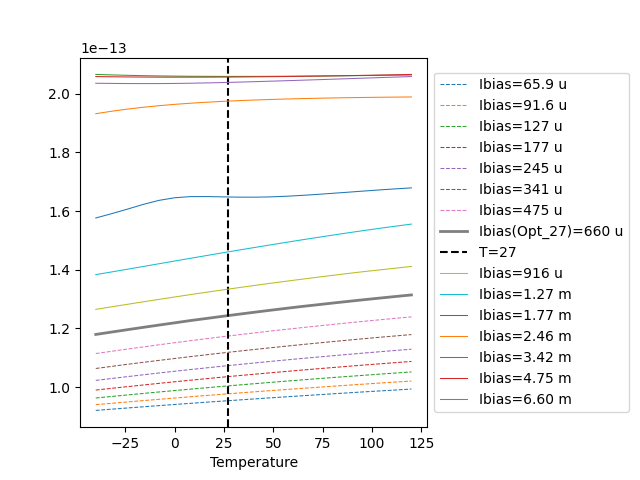 1e−13
2.0
1.8
1.6
1.4
1.2
1.0
−25 0 25 50 75 100 125
Temperature
Ibias=65.9 u
Ibias=91.6 u
Ibias=127 u
Ibias=177 u
Ibias=245 u
Ibias=341 u
Ibias=475 u
Ibias(Opt_27)=660 u
T=27
Ibias=916 u
Ibias=1.27 m
Ibias=1.77 m
Ibias=2.46 m
Ibias=3.42 m
Ibias=4.75 m
Ibias=6.60 m